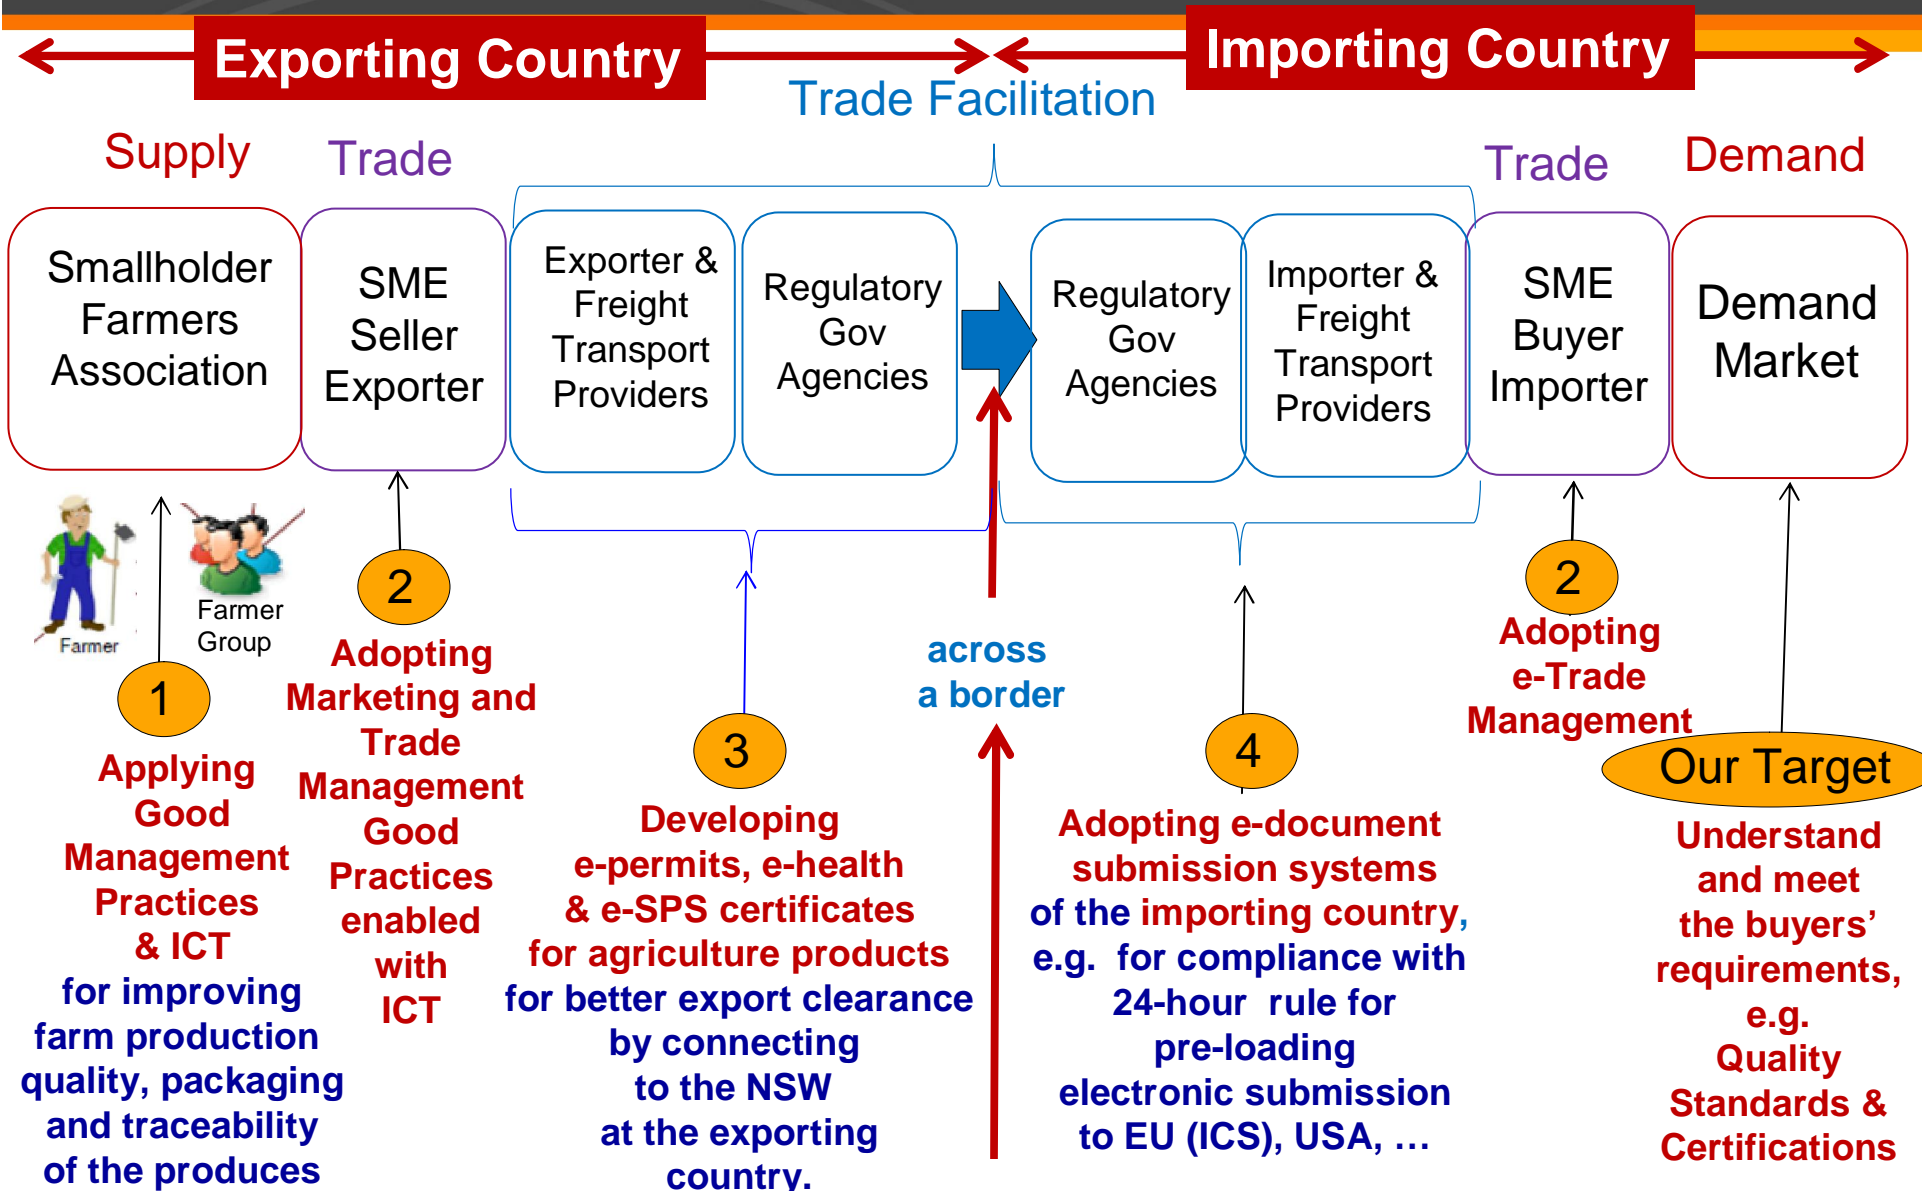 Exporting Country
Importing Country
Trade Facilitation
Supply
Trade
Trade
Demand
Smallholder
Farmers
Association
SME
Seller
Exporter
Exporter &
Freight
Transport
Providers
Regulatory
Gov
Agencies
Regulatory
Gov
Agencies
Importer &
Freight
Transport
Providers
SME
Buyer
Importer
Demand
Market
Farmer
Farmer
Group
1
Applying
Good
Management
Practices
& ICT
for improving
farm production
quality, packaging
and traceability
of the produces
2
Adopting
Marketing and
Trade
Management
Good
Practices
enabled
with
ICT
3
Developing
e-permits, e-health
& e-SPS certificates
for agriculture products
for better export clearance
by connecting
to the NSW
at the exporting
country.
across
a border
4
Adopting e-document
submission systems
of the importing country,
e.g. for compliance with
24-hour rule for
pre-loading
electronic submission
to EU (ICS), USA, …
2
Adopting
e-Trade
Management
Our Target
Understand
and meet
the buyers’
requirements,
e.g.
Quality
Standards &
Certifications